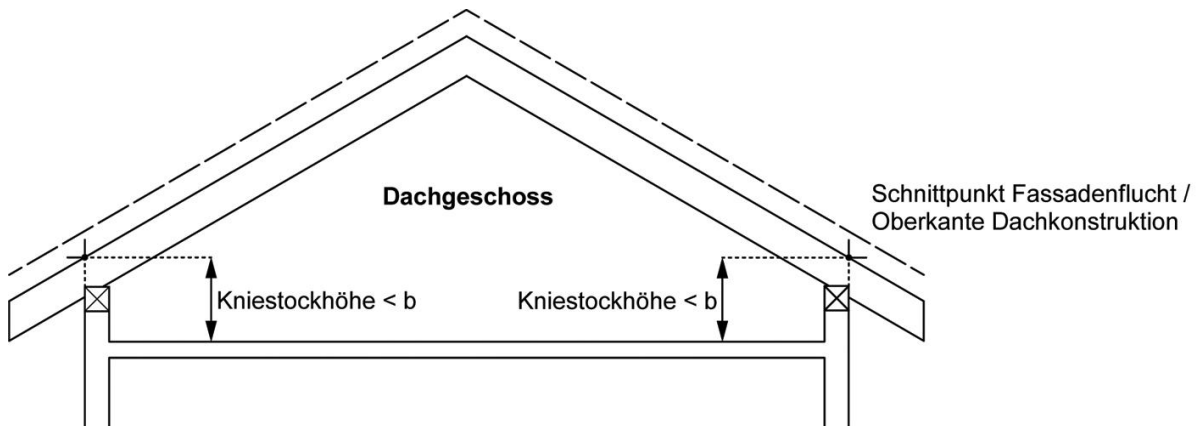 Dachgeschoss
Schnittpunkt Fassadenflucht /
Oberkante Dachkonstruktion
Kniestockhöhe < b
Kniestockhöhe < b